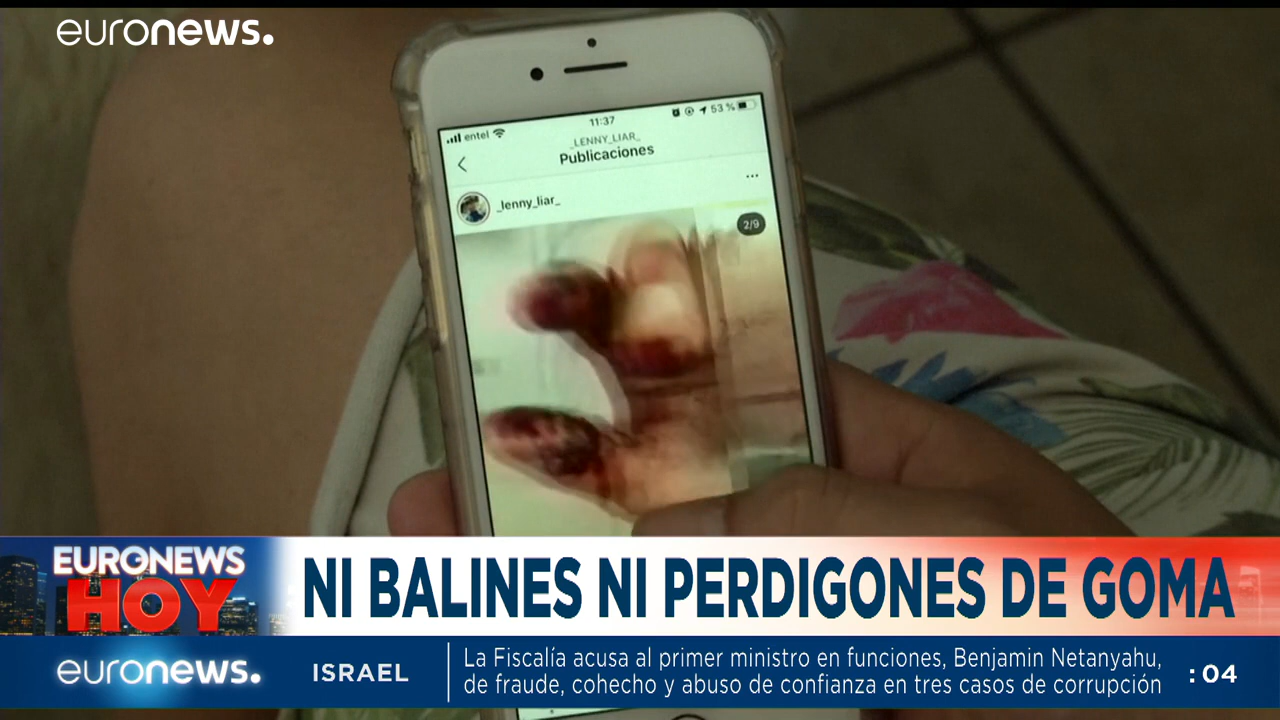 euronews.
entel
11:37
53 %
_LENNY_LIAR_
Publicaciones
_lenny_liar_
2/9
EURONEWS
HOY
NI BALINES NI PERDIGONES DE GOMA
euronews.
ISRAEL
La Fiscalía acusa al primer ministro en funciones, Benjamin Netanyahu,
de fraude, cohecho y abuso de confianza en tres casos de corrupción
: 04